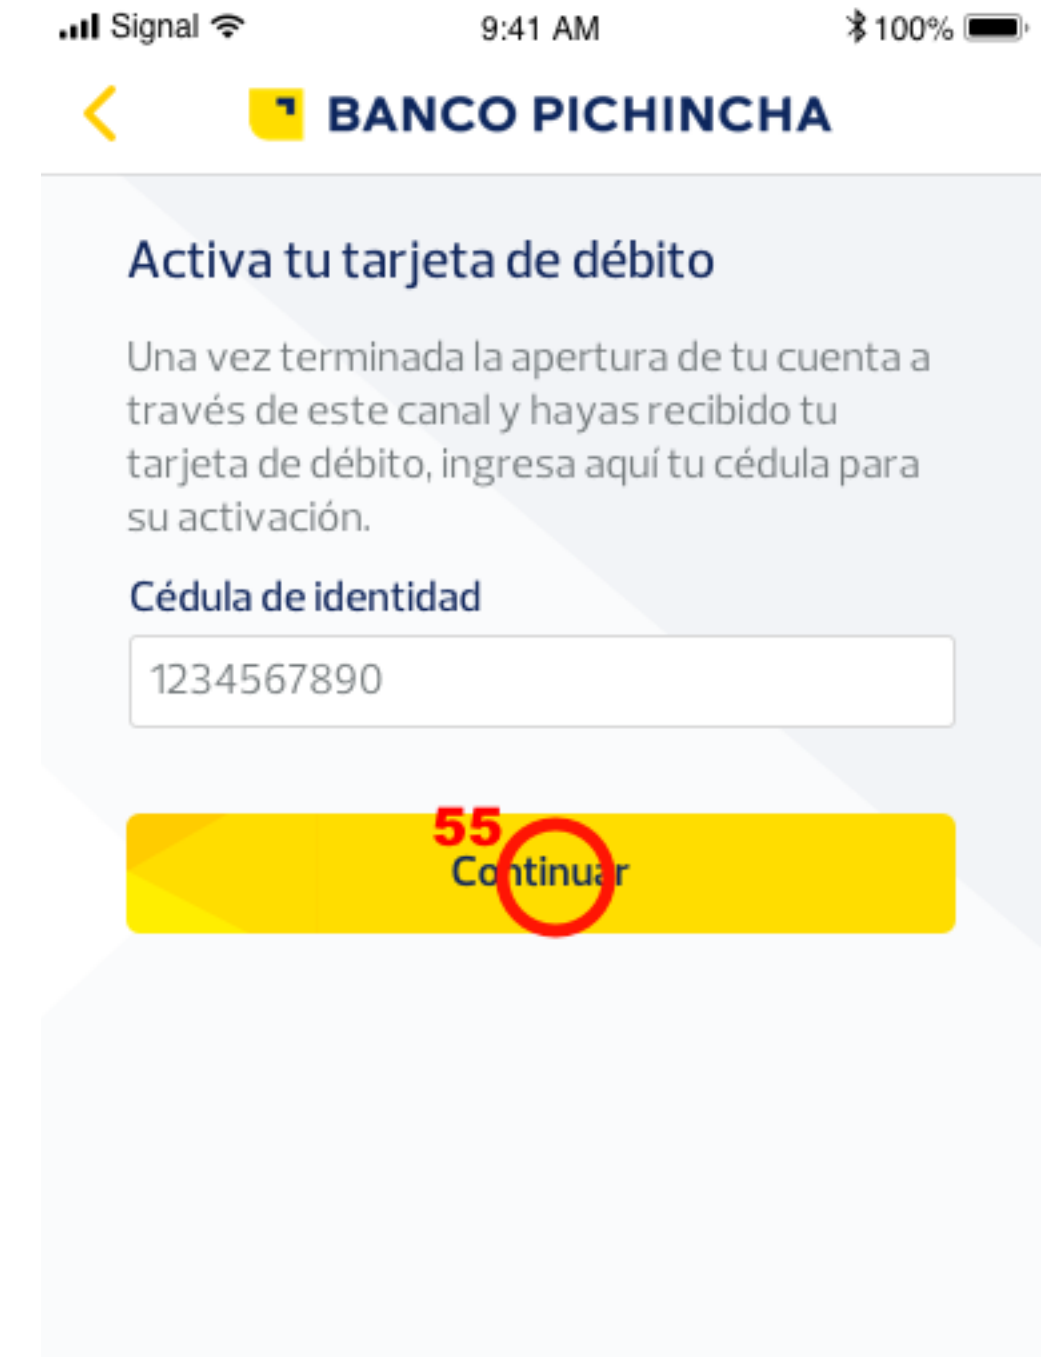 Signal 9:41 AM 100%
BANCO PICHINCHA
Activa tu tarjeta de débito
Una vez terminada la apertura de tu cuenta a
través de este canal y hayas recibido tu
tarjeta de débito, ingresa aquí tu cédula para
su activación.
Cédula de identidad
1234567890
55
Continuar